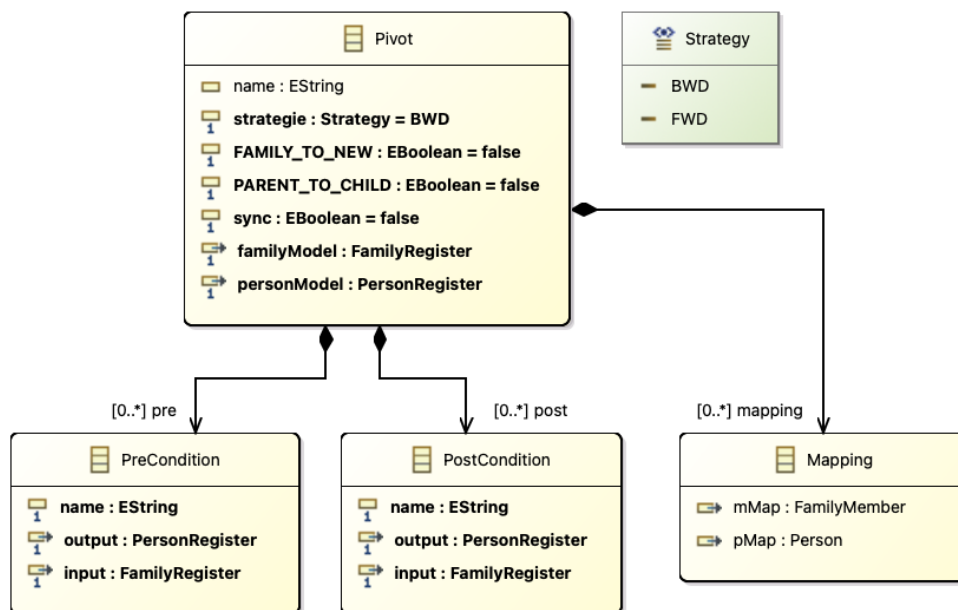 Pivot
name : EString
strategie : Strategy = BWD
FAMILY_TO_NEW : EBoolean = false
PARENT_TO_CHILD : EBoolean = false
sync : EBoolean = false
familyModel : FamilyRegister
personModel : PersonRegister
Strategy
BWD
FWD
[0..*] pre
[0..*] post
[0..*] mapping
PreCondition
name : EString
output : PersonRegister
input : FamilyRegister
PostCondition
name : EString
output : PersonRegister
input : FamilyRegister
Mapping
mMap : FamilyMember
pMap : Person